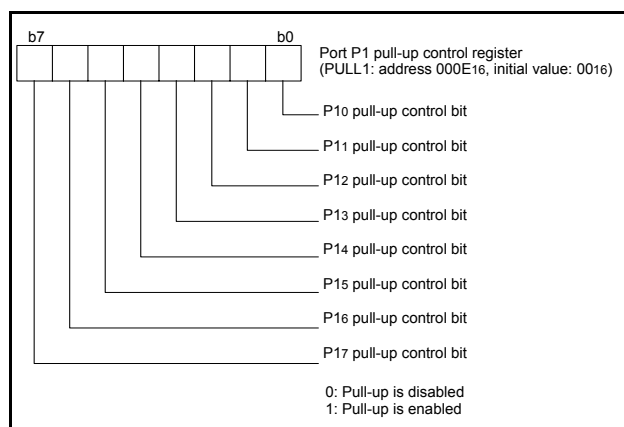 b7 b0
Port P1 pull-up control register
(PULL1: address 000E16, initial value: 0016)
P10 pull-up control bit
P11 pull-up control bit
P12 pull-up control bit
P13 pull-up control bit
P14 pull-up control bit
P15 pull-up control bit
P16 pull-up control bit
P17 pull-up control bit
0: Pull-up is disabled
1: Pull-up is enabled